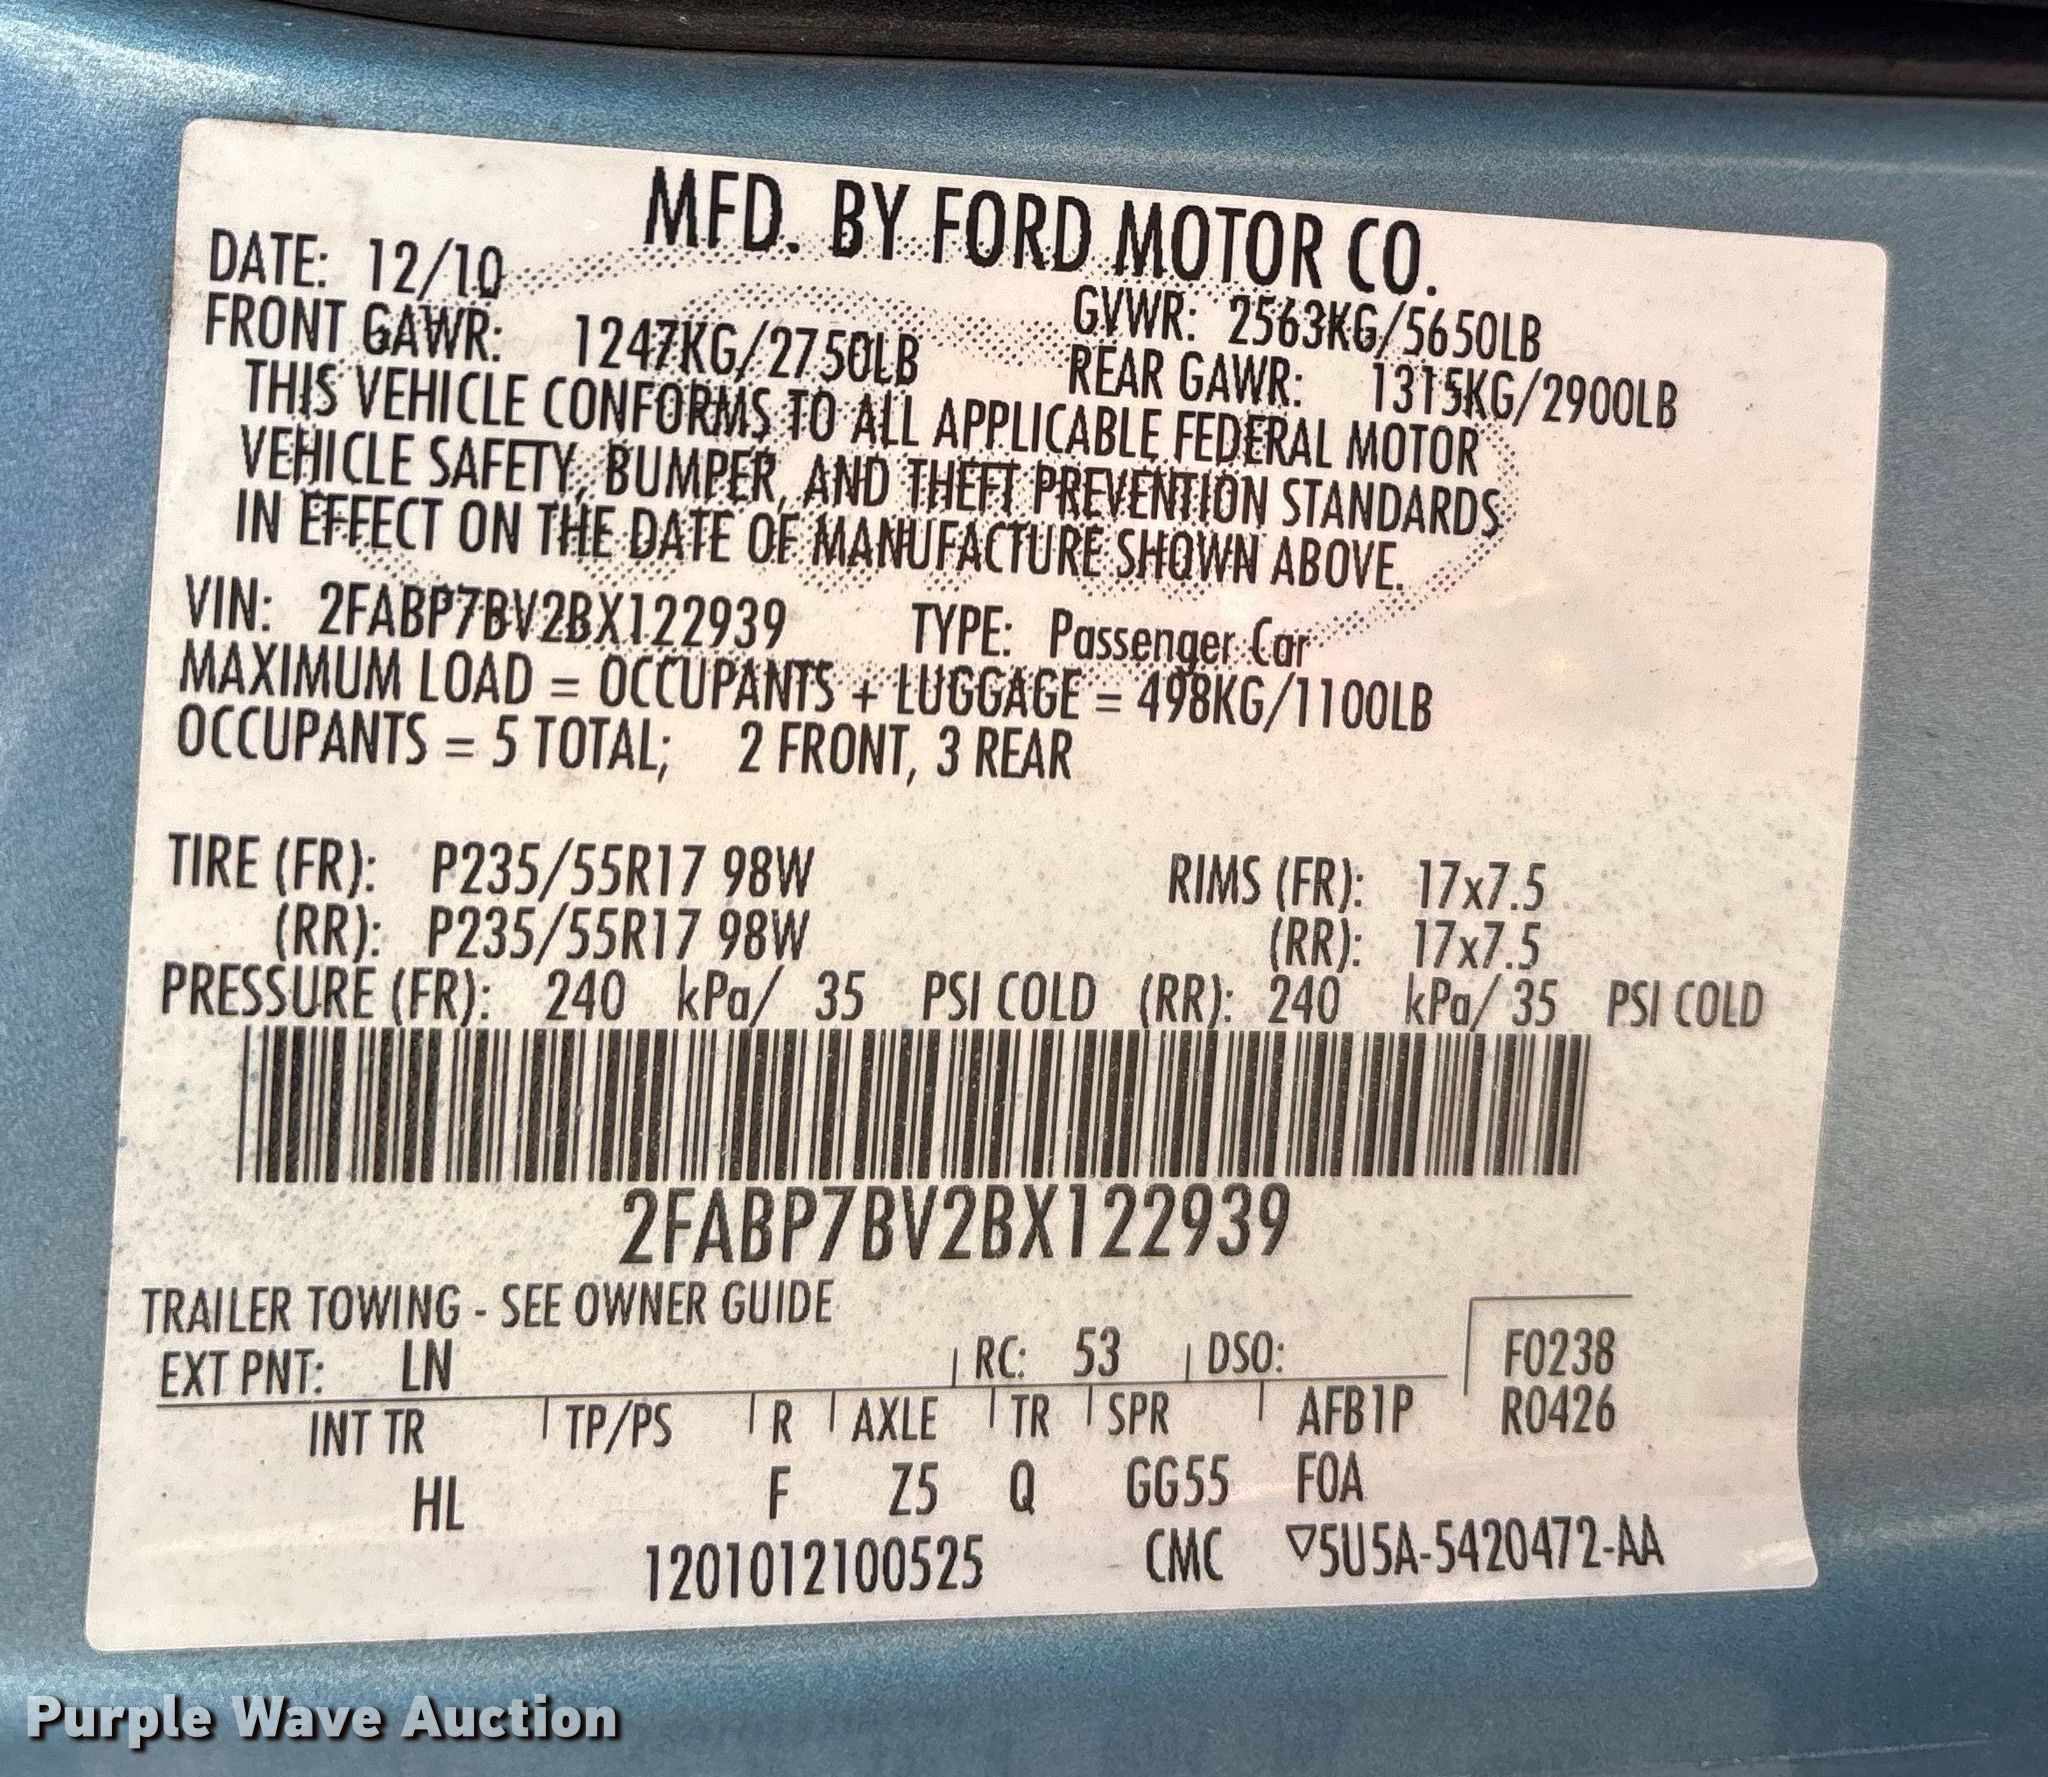 MFD. BY FORD MOTOR CO.
DATE: 12/10 GVWR: 2563KG/5650LB
FRONT GAWR: 1247KG/2750LB REAR GAWR: 1315KG/2900LB
THIS VEHICLE CONFORMS TO ALL APPLICABLE FEDERAL MOTOR
VEHICLE SAFETY, BUMPER, AND THEFT PREVENTION STANDARDS
IN EFFECT ON THE DATE OF MANUFACTURE SHOWN ABOVE.
VIN: 2FABP7BV2BX122939 TYPE: Passenger Car
MAXIMUM LOAD = OCCUPANTS + LUGGAGE = 498KG/1100LB
OCCUPANTS = 5 TOTAL; 2 FRONT, 3 REAR
TIRE (FR): P235/55R17 98W RIMS (FR): 17x7.5
(RR): P235/55R17 98W (RR): 17x7.5
PRESSURE (FR): 240 kPa/ 35 PSI COLD (RR): 240 kPa/ 35 PSI COLD
2FABP7BV2BX122939
TRAILER TOWING - SEE OWNER GUIDE
EXT PNT: LN RC: 53 DSO: F0238
INT TR TP/PS R AXLE TR SPR AFB1P R0426
HL F Z5 Q GG55 FOA
1201012100525 CMC ▽5U5A-5420472-AA
Purple Wave Auction